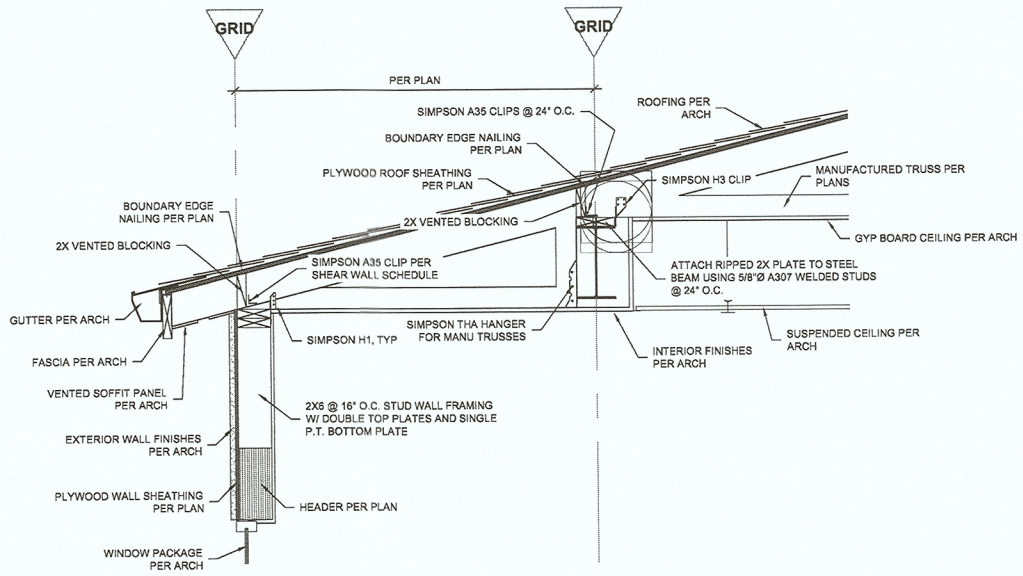 GRID
GRID
PER PLAN
SIMPSON A35 CLIPS @ 24" O.C.
ROOFING PER
ARCH
BOUNDARY EDGE NAILING
PER PLAN
PLYWOOD ROOF SHEATHING
PER PLAN
SIMPSON H3 CLIP
MANUFACTURED TRUSS PER
PLANS
BOUNDARY EDGE
NAILING PER PLAN
2X VENTED BLOCKING
2X VENTED BLOCKING
GYP BOARD CEILING PER ARCH
SIMPSON A35 CLIP PER
SHEAR WALL SCHEDULE
ATTACH RIPPED 2X PLATE TO STEEL
BEAM USING 5/8"Ø A307 WELDED STUDS
@ 24" O.C.
GUTTER PER ARCH
SIMPSON H1, TYP
SIMPSON THA HANGER
FOR MANU TRUSSES
SUSPENDED CEILING PER
ARCH
INTERIOR FINISHES
PER ARCH
FASCIA PER ARCH
VENTED SOFFIT PANEL
PER ARCH
2X6 @ 16" O.C. STUD WALL FRAMING
W/ DOUBLE TOP PLATES AND SINGLE
P.T. BOTTOM PLATE
EXTERIOR WALL FINISHES
PER ARCH
PLYWOOD WALL SHEATHING
PER PLAN
HEADER PER PLAN
WINDOW PACKAGE
PER ARCH